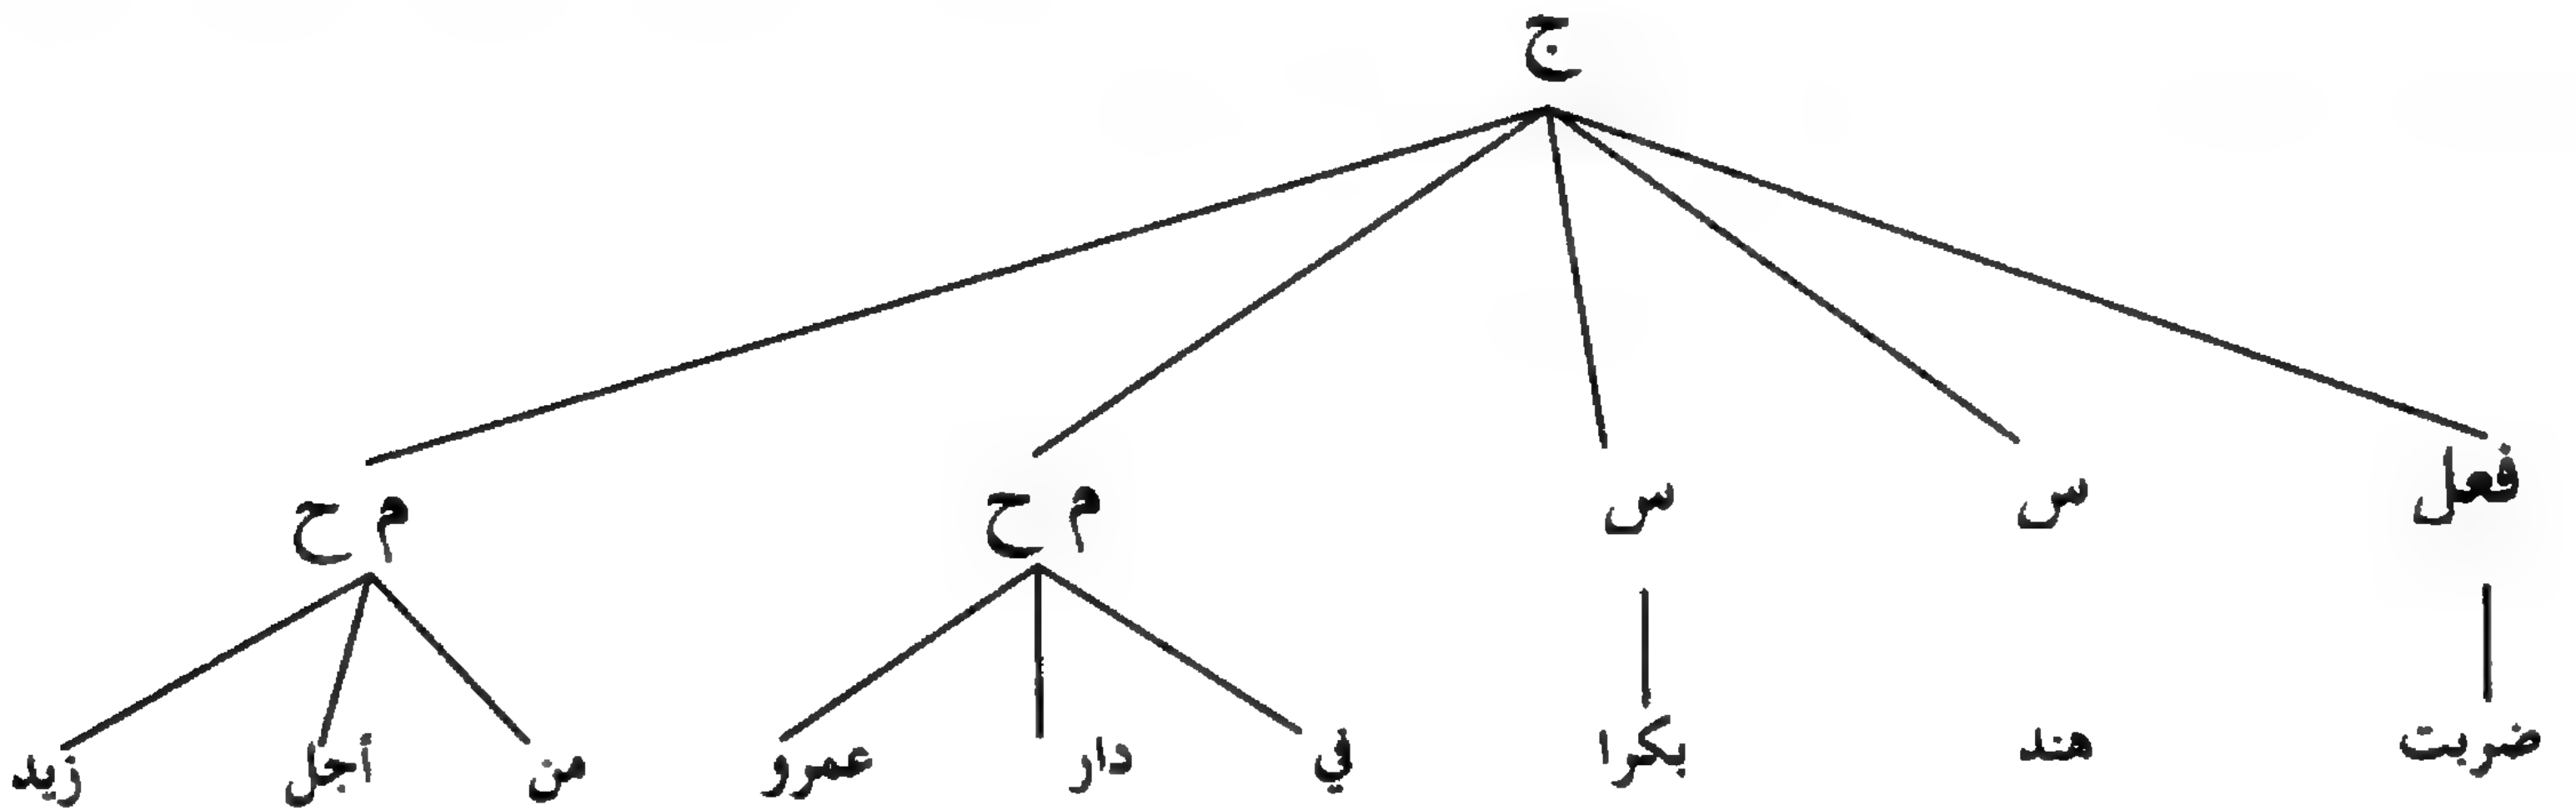 ج
فعل س س م ح م ح
ضربت هند بكرا في دار عمرو من أجل زيد